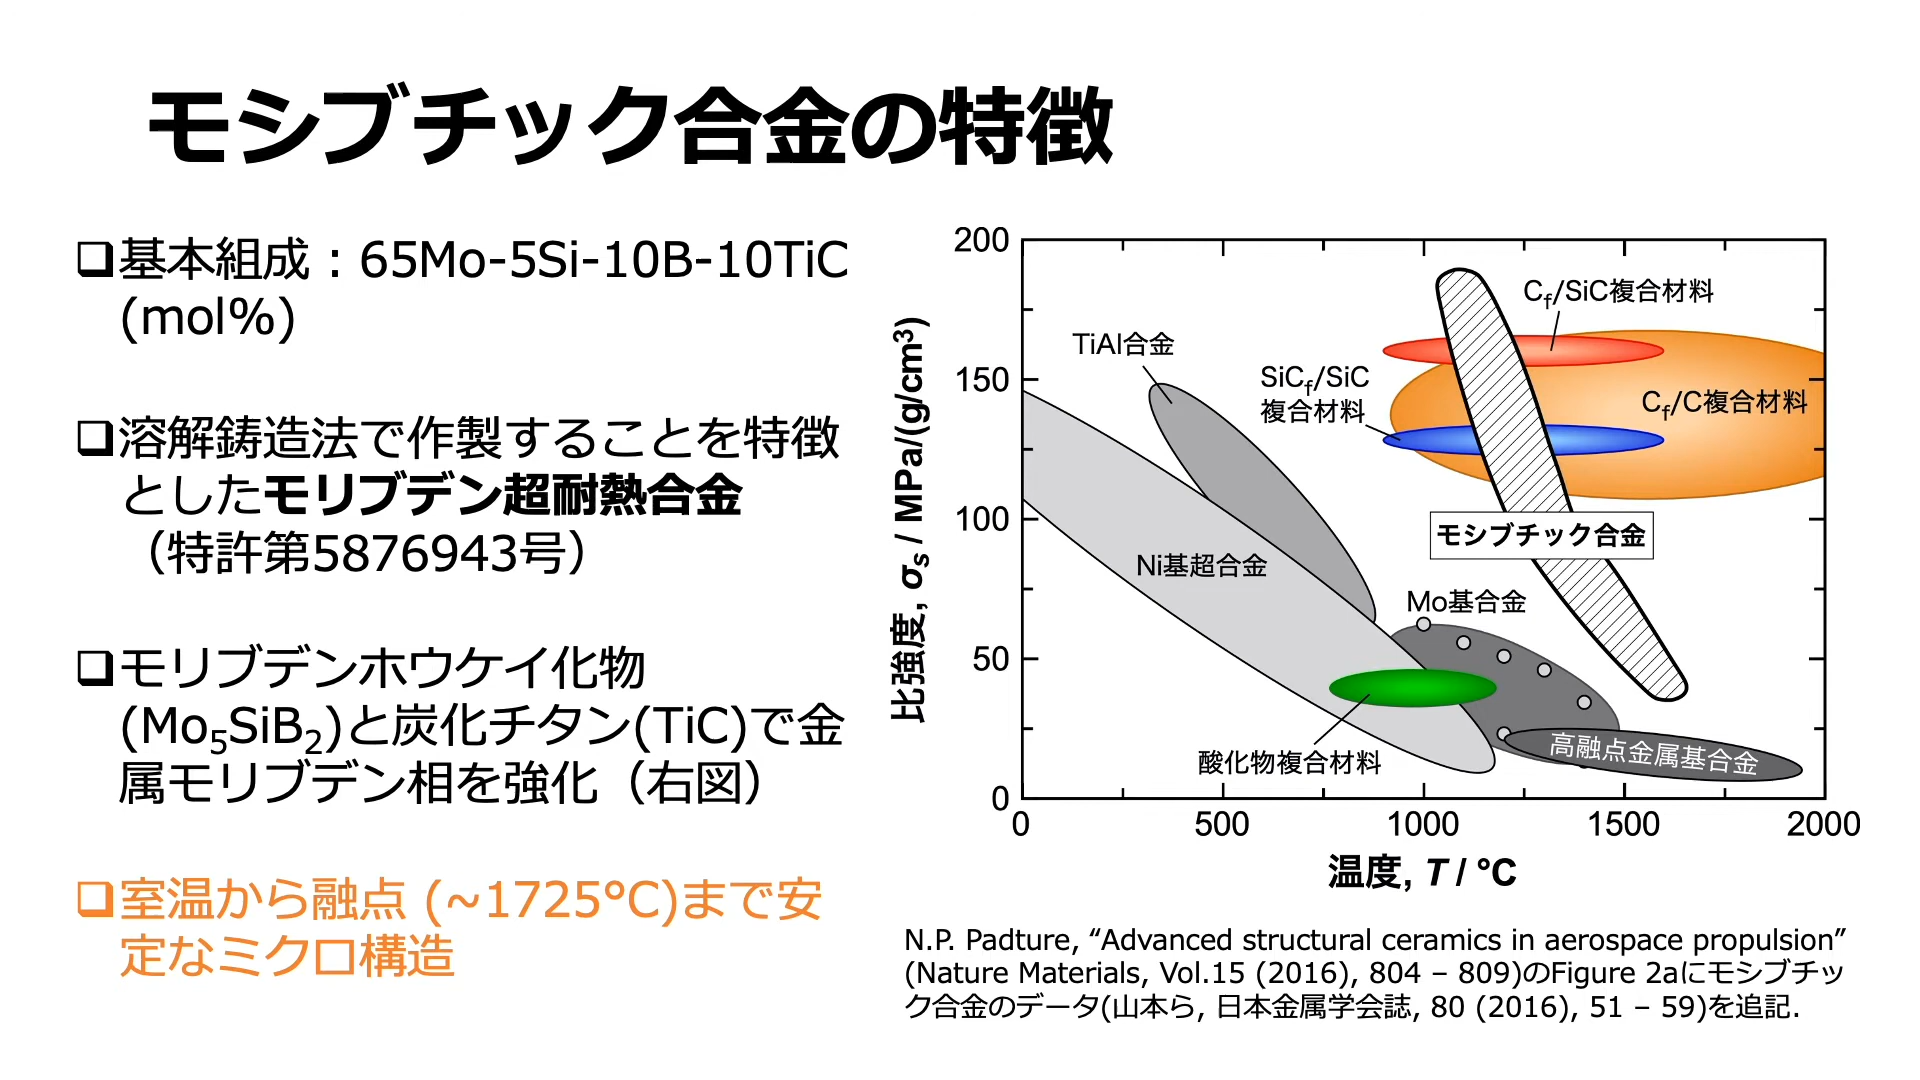 モシブチック合金の特徴
❑基本組成：65Mo-5Si-10B-10TiC
(mol%)
❑溶解鋳造法で作製することを特徴
としたモリブデン超耐熱合金
（特許第5876943号）
❑モリブデンホウケイ化物
(Mo5SiB2)と炭化チタン(TiC)で金
属モリブデン相を強化（右図）
❑室温から融点 (~1725°C)まで安
定なミクロ構造
比強度, σs / MPa/(g/cm3)
200
150
100
50
0
0
500
1000
1500
2000
温度, T / °C
TiAl合金
Cf/SiC複合材料
SiCf/SiC
複合材料
Cf/C複合材料
モシブチック合金
Ni基超合金
Mo基合金
酸化物複合材料
高融点金属基合金
N.P. Padture, “Advanced structural ceramics in aerospace propulsion”
(Nature Materials, Vol.15 (2016), 804 – 809)のFigure 2aにモシブチッ
ク合金のデータ(山本ら, 日本金属学会誌, 80 (2016), 51 – 59)を追記.